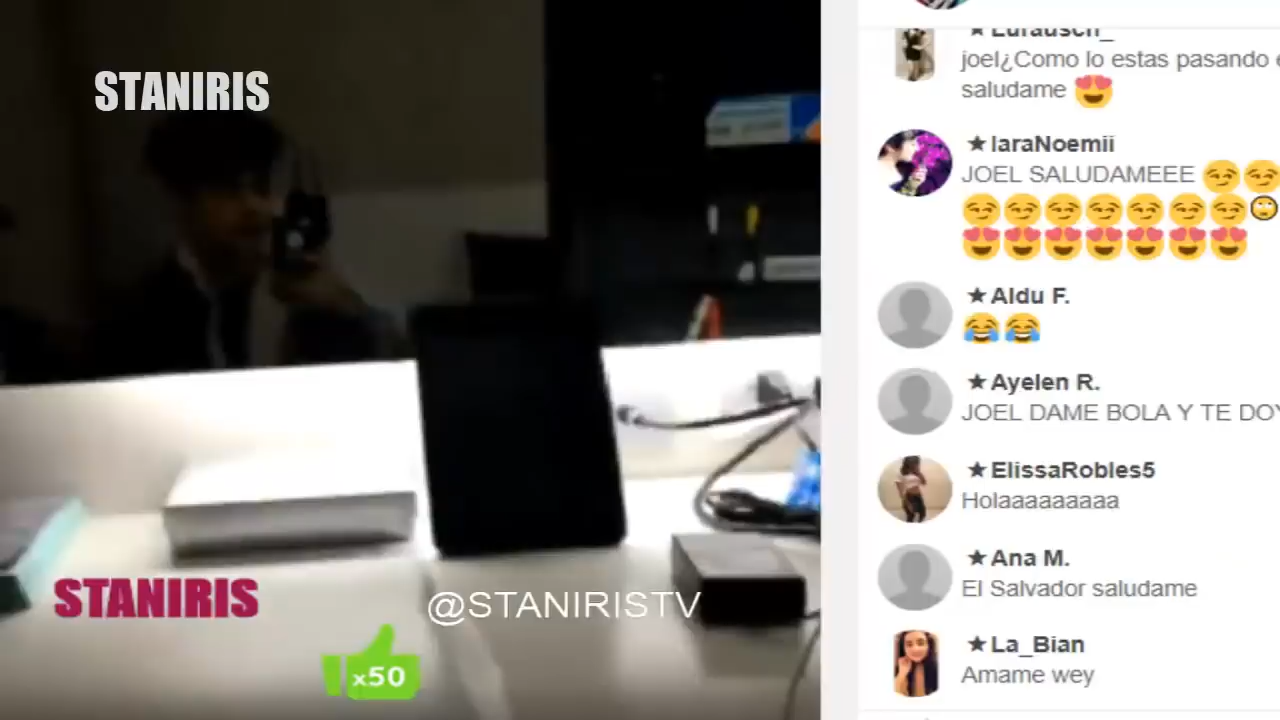 STANIRIS
STANIRIS
@STANIRISTV
x50
joel¿Como lo estas pasando
saludame
★IaraNoemii
JOEL SALUDAMEEE
★Aldu F.
★Ayelen R.
JOEL DAME BOLA Y TE DOY
★ElissaRobles5
Holaaaaaaaaa
★Ana M.
El Salvador saludame
★La_Bian
Amame wey